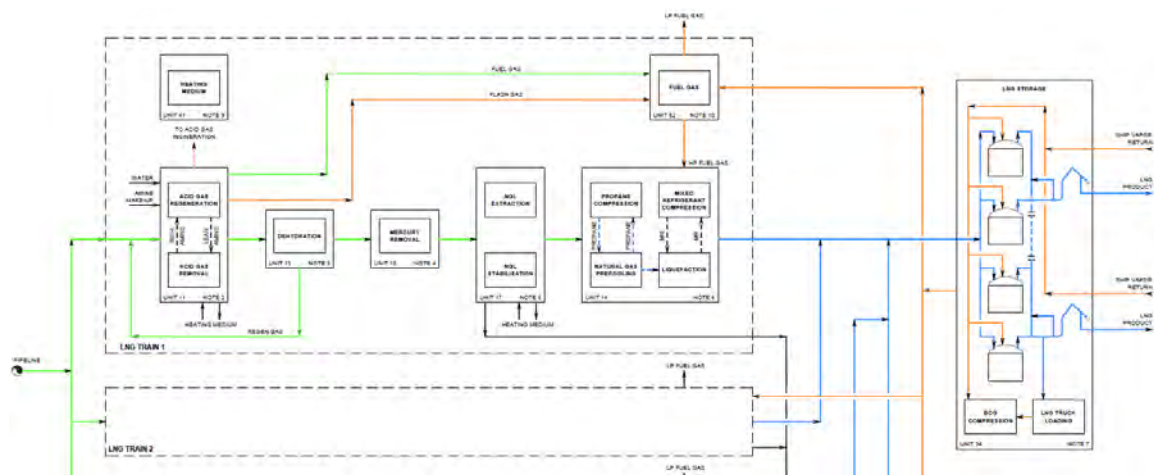 LP FUEL GAS
HEATING
MEDIUM
UNIT 41 NOTE 9
FUEL GAS
FLASH GAS
FUEL GAS
UNIT 52 NOTE 10
LNG STORAGE
TO ACID GAS
INCINERATION
HP FUEL GAS
SHIP VAPOR
RETURN
WATER
AMINE
MAKEUP
ACID GAS
REGENERATION
RICH
AMINE
LEAN
AMINE
ACID GAS
REMOVAL
UNIT 11 NOTE 2
HEATING MEDIUM
DEHYDRATION
UNIT 13 NOTE 3
REGEN GAS
MERCURY
REMOVAL
UNIT 15 NOTE 4
NGL
EXTRACTION
NGL
STABILISATION
UNIT 17 NOTE 5
HEATING MEDIUM
PROPANE
COMPRESSION
MIXED
REFRIGERANT
COMPRESSION
PROPANE
PROPANE
MR
MR
NATURAL GAS
PRECOOLING
LIQUEFACTION
UNIT 14 NOTE 6
LNG
PRODUCT
SHIP VAPOR
RETURN
LNG
PRODUCT
LNG TRAIN 1
PIPELINE
LP FUEL GAS
BOG
COMPRESSION
LNG TRUCK
LOADING
UNIT 34 NOTE 7
LNG TRAIN 2
LP FUEL GAS